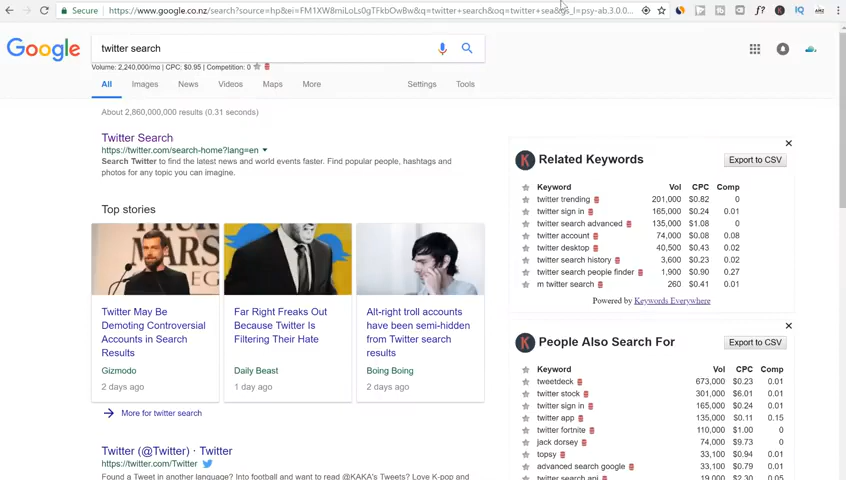 Secure
https://www.google.co.nz/search?source=hp&ei=FM1XW8miLoLs0gTFkbOwBw&q=twitter+search&oq=twitter+sea&gs_l=psy-ab.3.0.0...
Google
twitter search
Volume: 2,240,000/mo | CPC: $0.95 | Competition: 0
All Images News Videos Maps More Settings Tools
About 2,860,000,000 results (0.31 seconds)
Twitter Search
https://twitter.com/search-home?lang=en
Search Twitter to find the latest news and world events faster. Find popular people, hashtags and
photos for any topic you can imagine.
Top stories
MARS
Twitter May Be
Demoting Controversial
Accounts in Search
Results
Gizmodo
2 days ago
Far Right Freaks Out
Because Twitter Is
Filtering Their Hate
Daily Beast
1 day ago
Alt-right troll accounts
have been semi-hidden
from Twitter search
results
Boing Boing
2 days ago
More for twitter search
Twitter (@Twitter) · Twitter
https://twitter.com/Twitter
Found a Tweet in another language? Into football and want to read @KAKA's Tweets? Love K-pop and
K Related Keywords Export to CSV
Keyword Vol CPC Comp
twitter trending 201,000 $0.82 0
twitter sign in 165,000 $0.24 0.01
twitter search advanced 135,000 $1.08 0
twitter account 74,000 $0.08 0.08
twitter desktop 40,500 $0.43 0.02
twitter search history 3,600 $0.23 0.02
twitter search people finder 1,900 $0.90 0.27
m twitter search 260 $0.41 0.01
Powered by Keywords Everywhere
K People Also Search For Export to CSV
Keyword Vol CPC Comp
tweetdeck 673,000 $0.23 0.01
twitter stock 301,000 $6.01 0.01
twitter sign in 165,000 $0.24 0.01
twitter app 135,000 $0.11 0.15
twitter fortnite 110,000 $1.00 0
jack dorsey 74,000 $9.73 0
topsy 33,100 $0.94 0.01
advanced search google 33,100 $0.79 0.01
twitter search api 19,000 $2.30 0.05